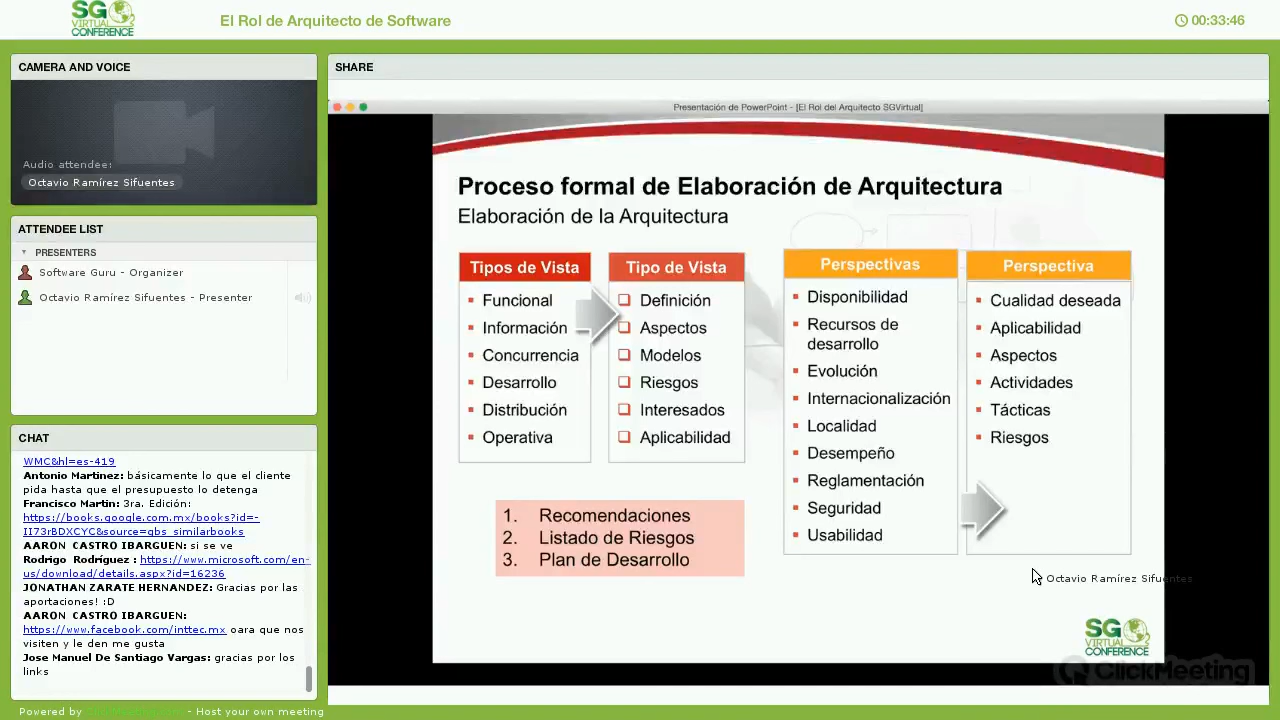 SG
VIRTUAL
CONFERENCE
El Rol de Arquitecto de Software
00:33:46
CAMERA AND VOICE
Audio attendee:
Octavio Ramírez Sifuentes
ATTENDEE LIST
PRESENTERS
Software Guru - Organizer
Octavio Ramírez Sifuentes - Presenter
CHAT
WMC&hl=es-419
Antonio Martinez: básicamente lo que el cliente
pida hasta que el presupuesto lo detenga
Francisco Martin: 3ra. Edición:
https://books.google.com.mx/books?id=-
II73rBDXCYC&source=gbs_similarbooks
AARON CASTRO IBARGUEN: si se ve
Rodrigo Rodríguez : https://www.microsoft.com/en-
us/download/details.aspx?id=16236
JONATHAN ZARATE HERNANDEZ: Gracias por las
aportaciones! :D
AARON CASTRO IBARGUEN:
https://www.facebook.com/inttec.mx oara que nos
visiten y le den me gusta
Jose Manuel De Santiago Vargas: gracias por los
links
Powered by - Host your own meeting
SHARE
Presentación de PowerPoint - [El Rol del Arquitecto SGVirtual]
Proceso formal de Elaboración de Arquitectura
Elaboración de la Arquitectura
Tipos de Vista
Funcional
Información
Concurrencia
Desarrollo
Distribución
Operativa
Tipo de Vista
Definición
Aspectos
Modelos
Riesgos
Interesados
Aplicabilidad
Perspectivas
Disponibilidad
Recursos de
desarrollo
Evolución
Internacionalización
Localidad
Desempeño
Reglamentación
Seguridad
Usabilidad
Perspectiva
Cualidad deseada
Aplicabilidad
Aspectos
Actividades
Tácticas
Riesgos
1. Recomendaciones
2. Listado de Riesgos
3. Plan de Desarrollo
Octavio Ramírez Sifuentes
SG
VIRTUAL
CONFERENCE
ClickMeeting